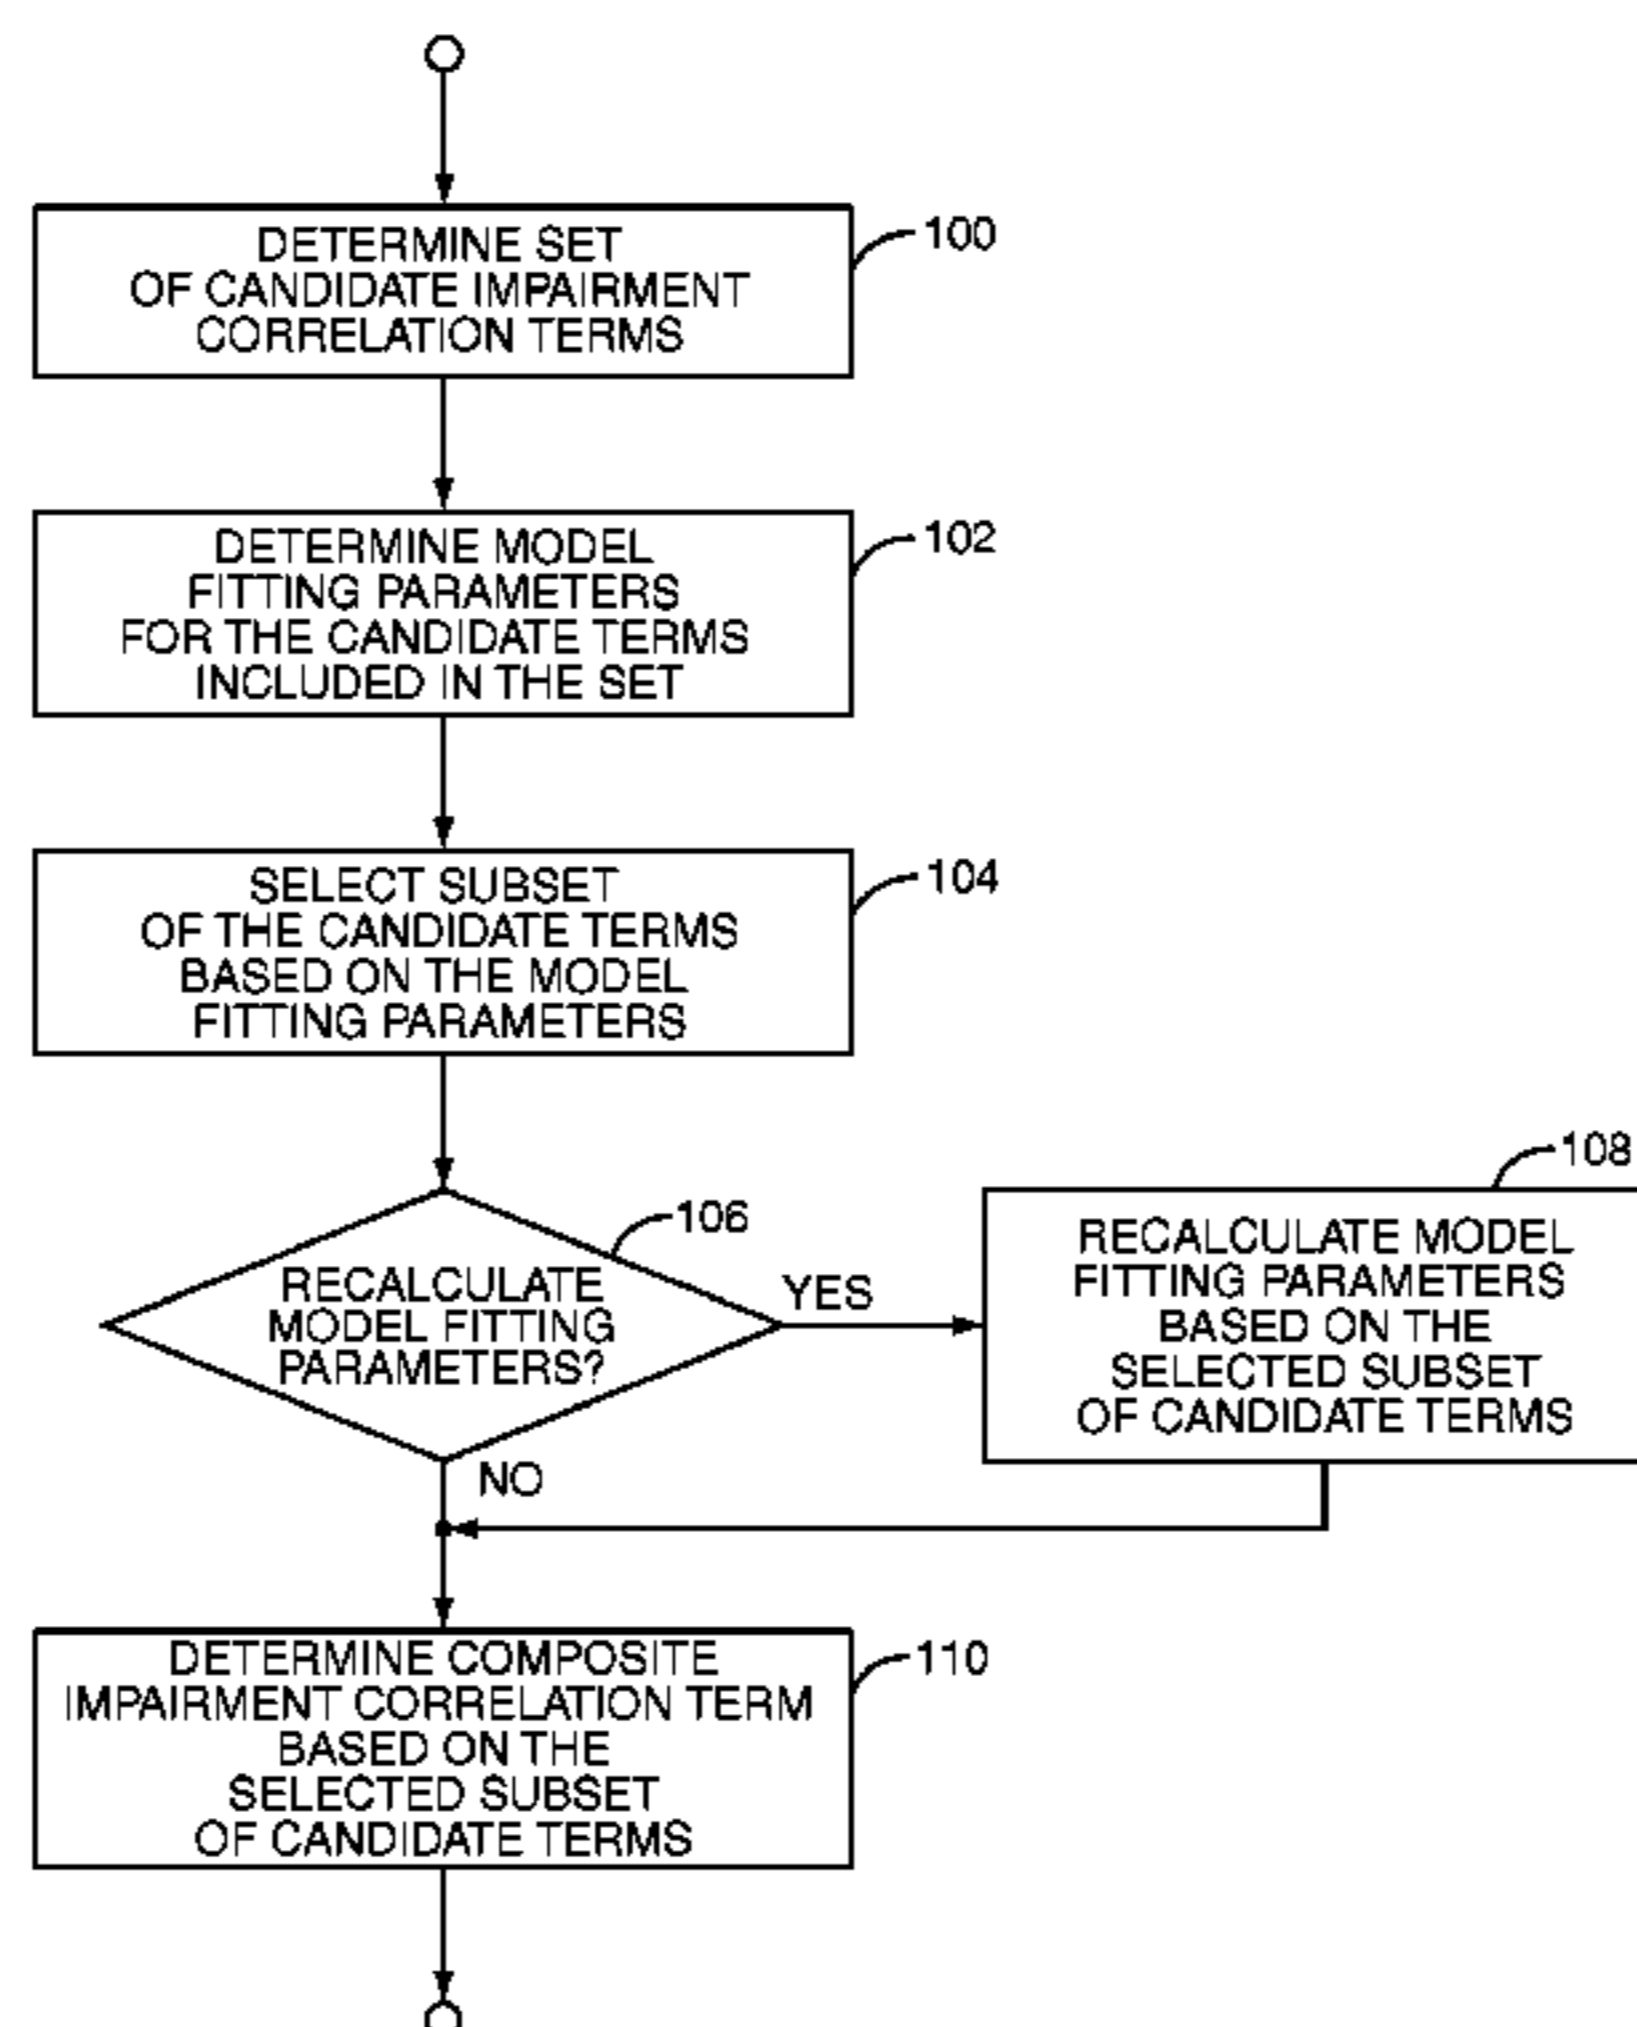 DETERMINE SET
OF CANDIDATE IMPAIRMENT
CORRELATION TERMS
100
DETERMINE MODEL
FITTING PARAMETERS
FOR THE CANDIDATE TERMS
INCLUDED IN THE SET
102
SELECT SUBSET
OF THE CANDIDATE TERMS
BASED ON THE MODEL
FITTING PARAMETERS
104
RECALCULATE
MODEL FITTING
PARAMETERS?
106
YES
NO
RECALCULATE MODEL
FITTING PARAMETERS
BASED ON THE
SELECTED SUBSET
OF CANDIDATE TERMS
108
DETERMINE COMPOSITE
IMPAIRMENT CORRELATION TERM
BASED ON THE
SELECTED SUBSET
OF CANDIDATE TERMS
110